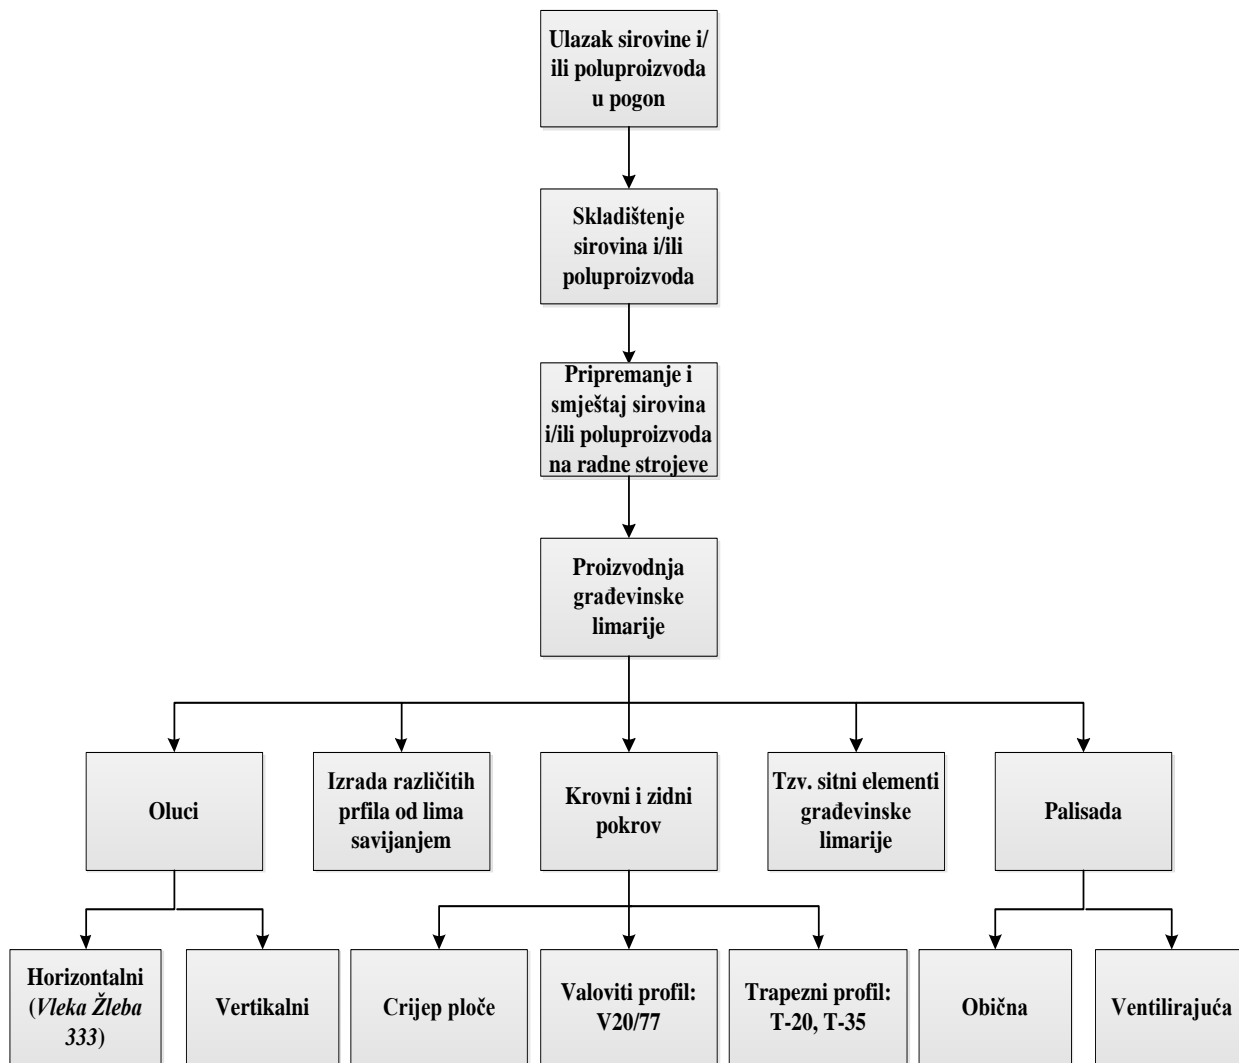 Ulazak sirovine i/
ili poluproizvoda
u pogon
Skladištenje
sirovina i/ili
poluproizvoda
Pripremanje i
smještaj sirovina
i/ili poluproizvoda
na radne strojeve
Proizvodnja
građevinske
limarije
Oluci
Izrada različitih
prfila od lima
savijanjem
Krovni i zidni
pokrov
Tzv. sitni elementi
građevinske
limarije
Palisada
Horizontalni
(Vleka Žleba
333)
Vertikalni
Crijep ploče
Valoviti profil:
V20/77
Trapezni profil:
T-20, T-35
Obična
Ventilirajuća